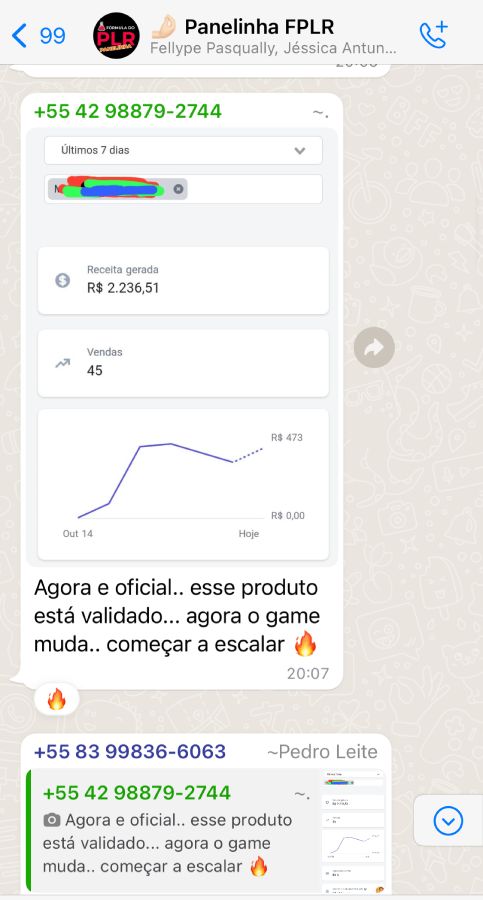 99
FÓRMULA DO
PLR
PANELINHA
🤌🏻 Panelinha FPLR
Fellype Pasqually, Jéssica Antun...
+55 42 98879-2744 ~.
Últimos 7 dias
Receita gerada
R$ 2.236,51
Vendas
45
R$ 473
R$ 0,00
Out 14 Hoje
Agora e oficial.. esse produto
está validado... agora o game
muda.. começar a escalar 🔥
20:07
🔥
+55 83 99836-6063 ~Pedro Leite
+55 42 98879-2744 ~.
Agora e oficial.. esse produto
está validado... agora o game
muda.. começar a escalar 🔥